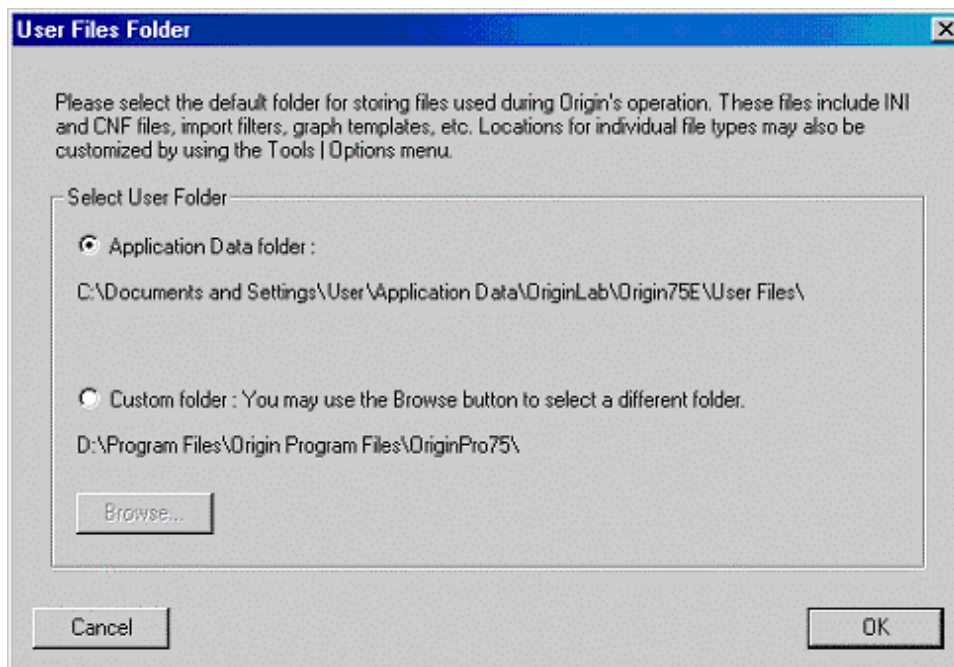 User Files Folder
Please select the default folder for storing files used during Origin's operation. These files include INI
and CNF files, import filters, graph templates, etc. Locations for individual file types may also be
customized by using the Tools | Options menu.
Select User Folder
Application Data folder :
C:\Documents and Settings\User\Application Data\OriginLab\Origin75E\User Files\
Custom folder : You may use the Browse button to select a different folder.
D:\Program Files\Origin Program Files\OriginPro75\
Browse...
Cancel
OK